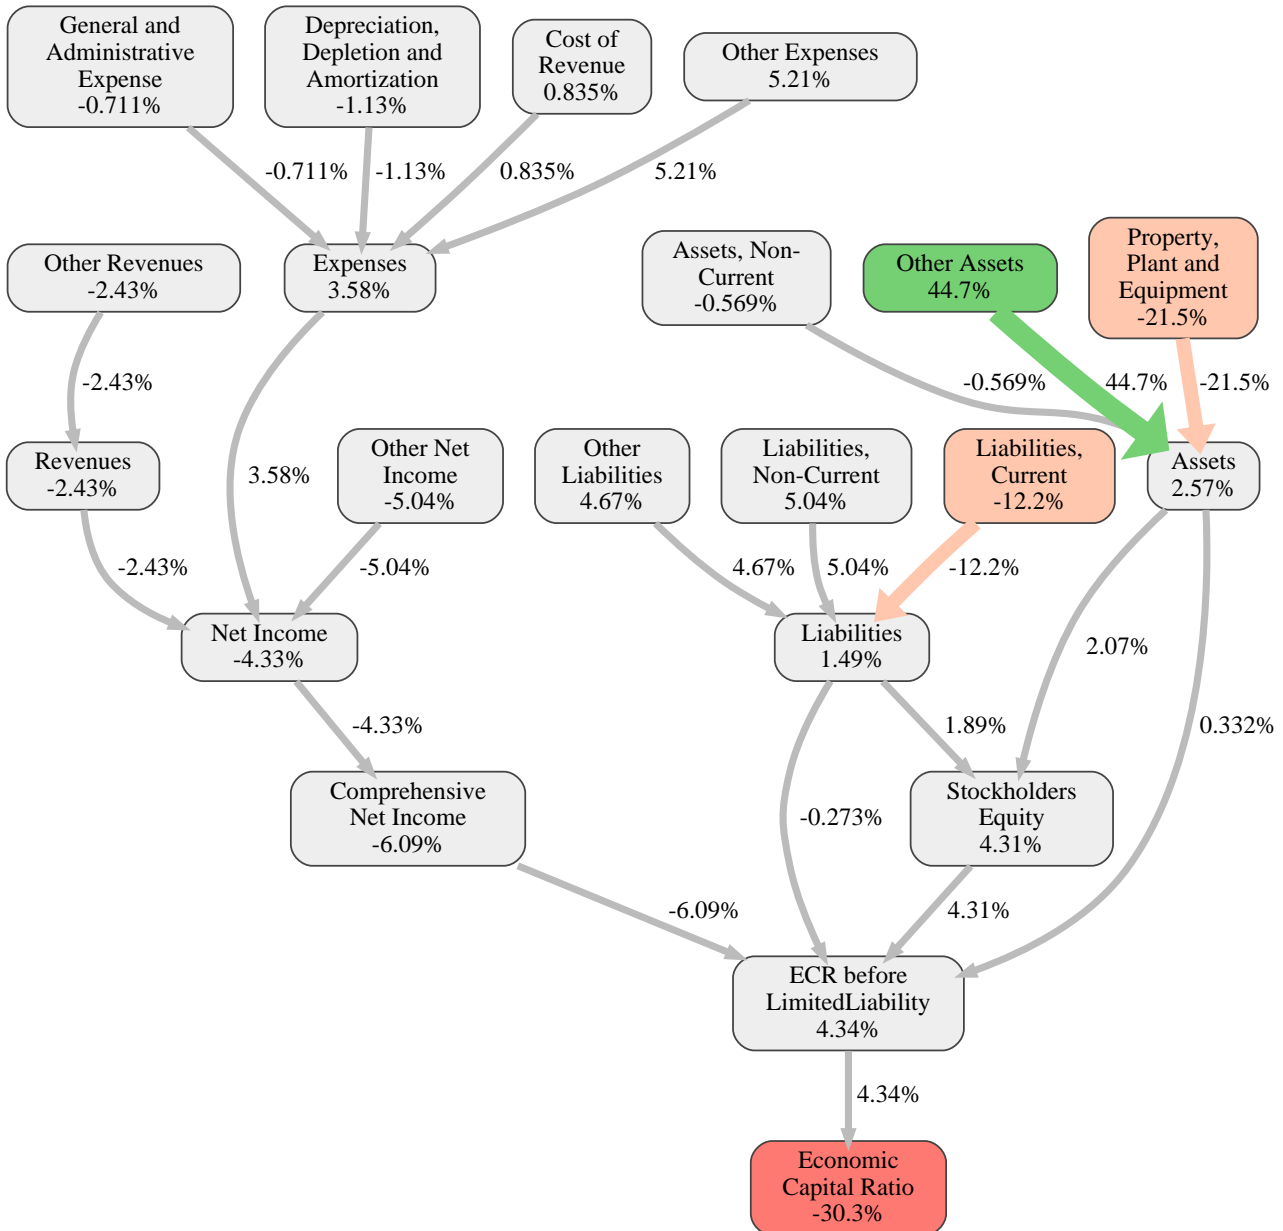 General and
Administrative
Expense
-0.711%
Depreciation,
Depletion and
Amortization
-1.13%
Cost of
Revenue
0.835%
Other Expenses
5.21%
-0.711%
-1.13%
0.835%
5.21%
Other Revenues
-2.43%
Expenses
3.58%
Assets, Non-
Current
-0.569%
Other Assets
44.7%
Property,
Plant and
Equipment
-21.5%
-2.43%
-0.569%
44.7%
-21.5%
Revenues
-2.43%
3.58%
Other Net
Income
-5.04%
Other
Liabilities
4.67%
Liabilities,
Non-Current
5.04%
Liabilities,
Current
-12.2%
Assets
2.57%
-2.43%
-5.04%
4.67%
5.04%
-12.2%
Net Income
-4.33%
Liabilities
1.49%
2.07%
-4.33%
1.89%
0.332%
Comprehensive
Net Income
-6.09%
-0.273%
Stockholders
Equity
4.31%
-6.09%
4.31%
ECR before
LimitedLiability
4.34%
4.34%
Economic
Capital Ratio
-30.3%